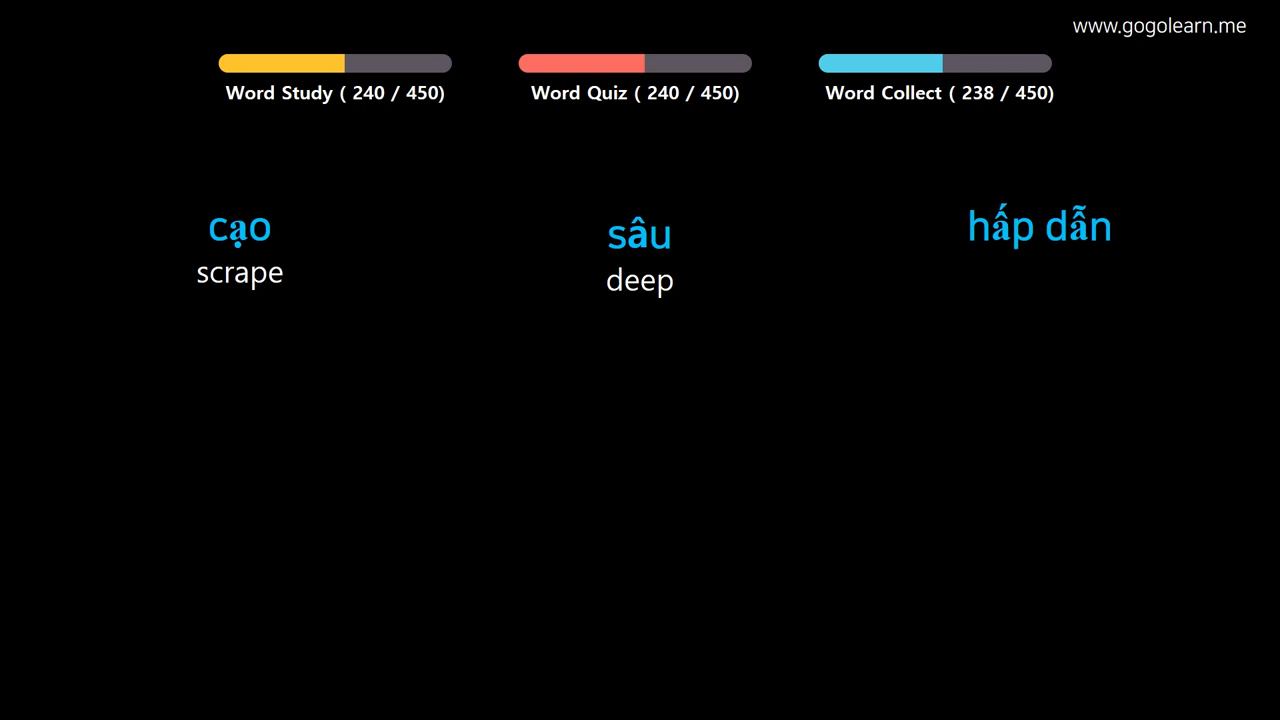 www.gogolearn.me
Word Study ( 240 / 450)
Word Quiz ( 240 / 450)
Word Collect ( 238 / 450)
cạo
scrape
sâu
deep
hấp dẫn